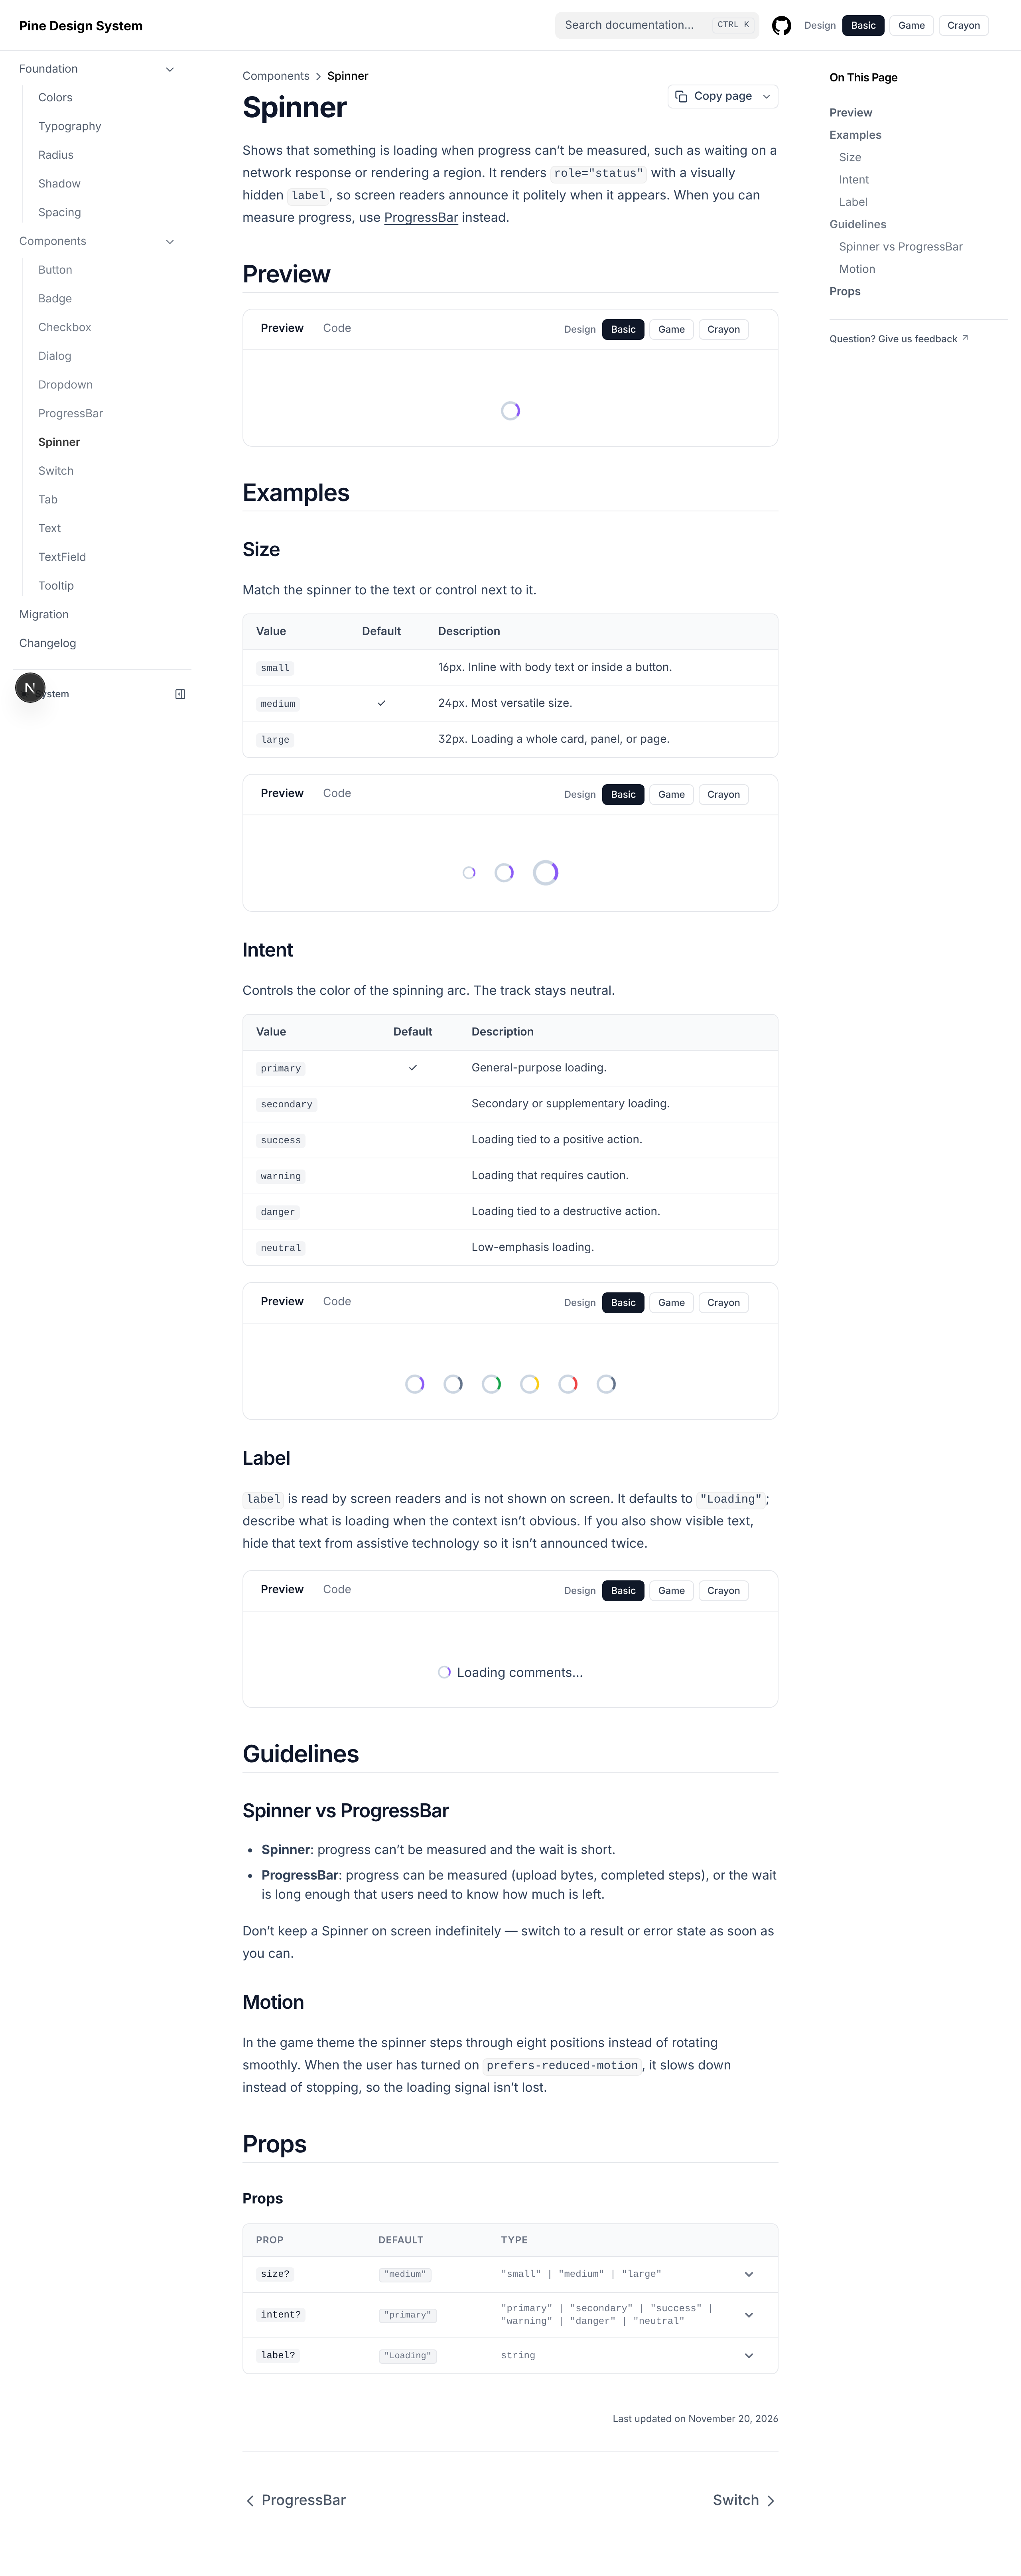 Pine Design System
Search documentation...
CTRL K
Design
Basic
Game
Crayon
Foundation
Colors
Typography
Radius
Shadow
Spacing
Components
Button
Badge
Checkbox
Dialog
Dropdown
ProgressBar
Spinner
Switch
Tab
Text
TextField
Tooltip
Migration
Changelog
N
ystem
Components > Spinner
Spinner
Copy page
Shows that something is loading when progress can’t be measured, such as waiting on a
network response or rendering a region. It renders role="status" with a visually
hidden label, so screen readers announce it politely when it appears. When you can
measure progress, use ProgressBar instead.
Preview
Preview Code Design Basic Game Crayon
Examples
Size
Match the spinner to the text or control next to it.
Value Default Description
small 16px. Inline with body text or inside a button.
medium ✓ 24px. Most versatile size.
large 32px. Loading a whole card, panel, or page.
Preview Code Design Basic Game Crayon
Intent
Controls the color of the spinning arc. The track stays neutral.
Value Default Description
primary ✓ General-purpose loading.
secondary Secondary or supplementary loading.
success Loading tied to a positive action.
warning Loading that requires caution.
danger Loading tied to a destructive action.
neutral Low-emphasis loading.
Preview Code Design Basic Game Crayon
Label
label is read by screen readers and is not shown on screen. It defaults to "Loading";
describe what is loading when the context isn’t obvious. If you also show visible text,
hide that text from assistive technology so it isn’t announced twice.
Preview Code Design Basic Game Crayon
Loading comments…
Guidelines
Spinner vs ProgressBar
• Spinner: progress can’t be measured and the wait is short.
• ProgressBar: progress can be measured (upload bytes, completed steps), or the wait
is long enough that users need to know how much is left.
Don’t keep a Spinner on screen indefinitely — switch to a result or error state as soon as
you can.
Motion
In the game theme the spinner steps through eight positions instead of rotating
smoothly. When the user has turned on prefers-reduced-motion, it slows down
instead of stopping, so the loading signal isn’t lost.
Props
Props
PROP DEFAULT TYPE
size? "medium" "small" | "medium" | "large"
intent? "primary" "primary" | "secondary" | "success" |
"warning" | "danger" | "neutral"
label? "Loading" string
Last updated on November 20, 2026
ProgressBar
Switch
On This Page
Preview
Examples
Size
Intent
Label
Guidelines
Spinner vs ProgressBar
Motion
Props
Question? Give us feedback